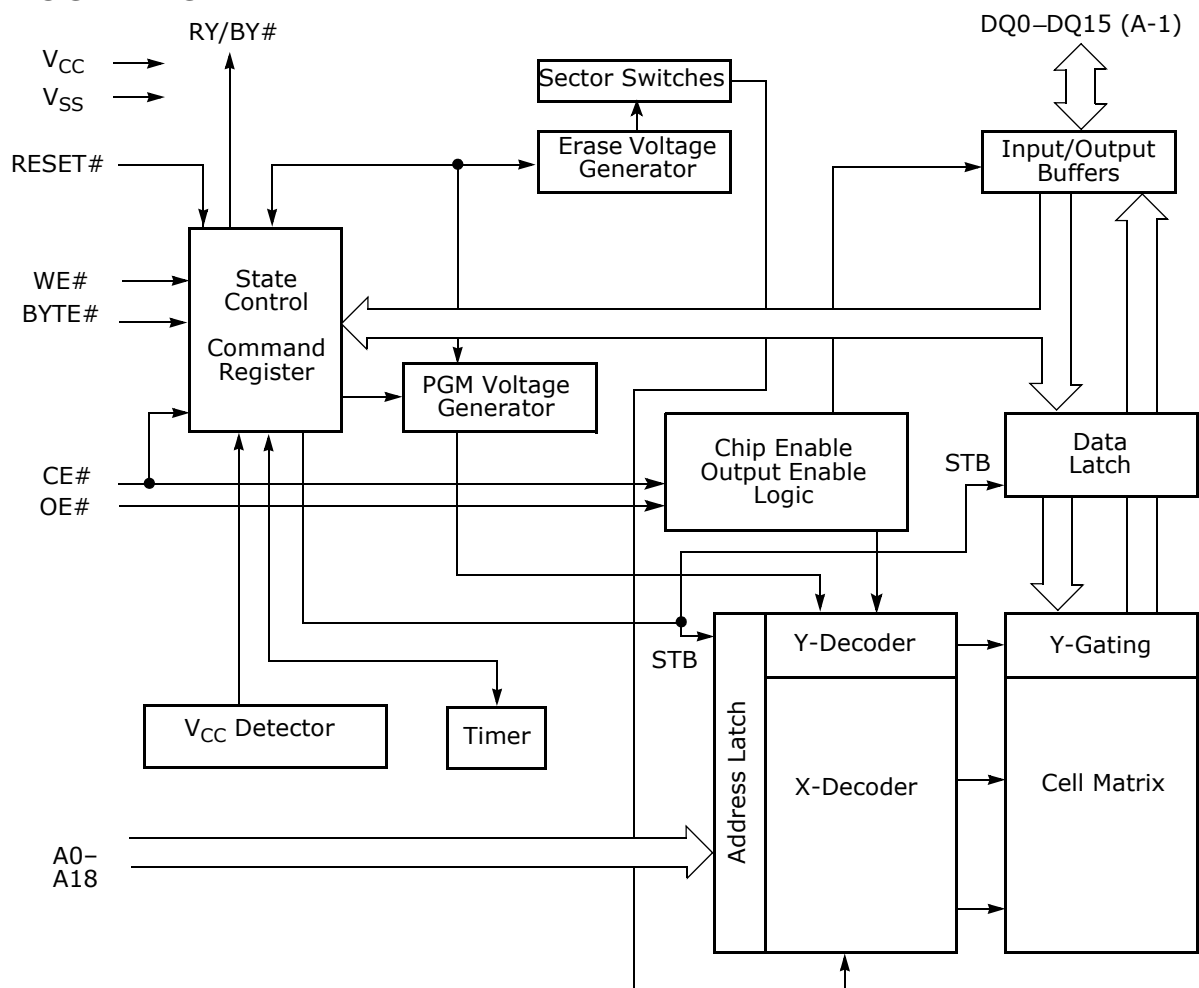 RY/BY#
DQ0–DQ15 (A-1)
VCC
VSS
Sector Switches
RESET#
Erase Voltage
Generator
Input/Output
Buffers
WE#
BYTE#
State
Control
Command
Register
PGM Voltage
Generator
Chip Enable
Output Enable
Logic
STB
Data
Latch
CE#
OE#
STB
Y-Decoder
Y-Gating
VCC Detector
Timer
Address Latch
X-Decoder
Cell Matrix
A0–
A18